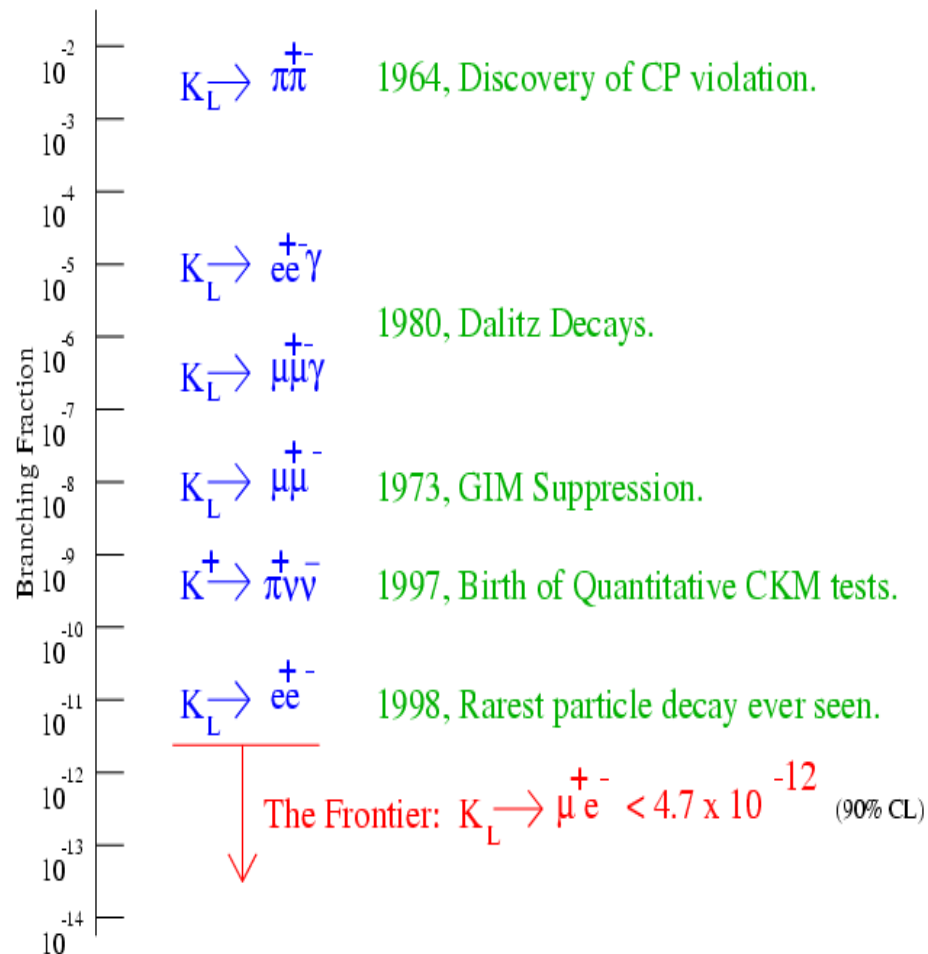 10^-2
K_L → π^+π^- 1964, Discovery of CP violation.
10^-3
10^-4
K_L → e^+e^-γ
10^-5
1980, Dalitz Decays.
10^-6
K_L → μ^+μ^-γ
10^-7
K_L → μ^+μ^- 1973, GIM Suppression.
10^-8
Branching Fraction
10^-9
K^+ → π^+νν̄ 1997, Birth of Quantitative CKM tests.
10^-10
K_L → e^+e^- 1998, Rarest particle decay ever seen.
10^-11
10^-12
The Frontier: K_L → μ^+e^- < 4.7 x 10^-12 (90% CL)
10^-13
10^-14